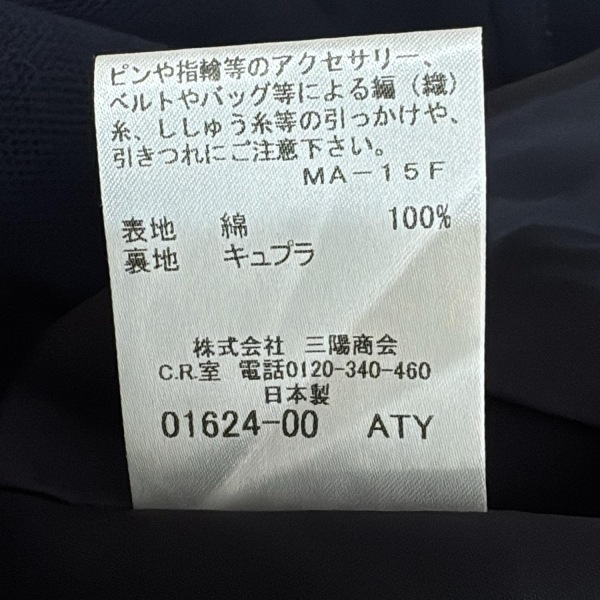 ピンや指輪等のアクセサリー、
ベルトやバッグ等による編（織）
糸、ししゅう糸等の引っかけや、
引きつれにご注意下さい。
MA－15F
表地 綿 100%
裏地 キュプラ
株式会社 三陽商会
C.R.室 電話0120-340-460
日本製
01624-00 ATY